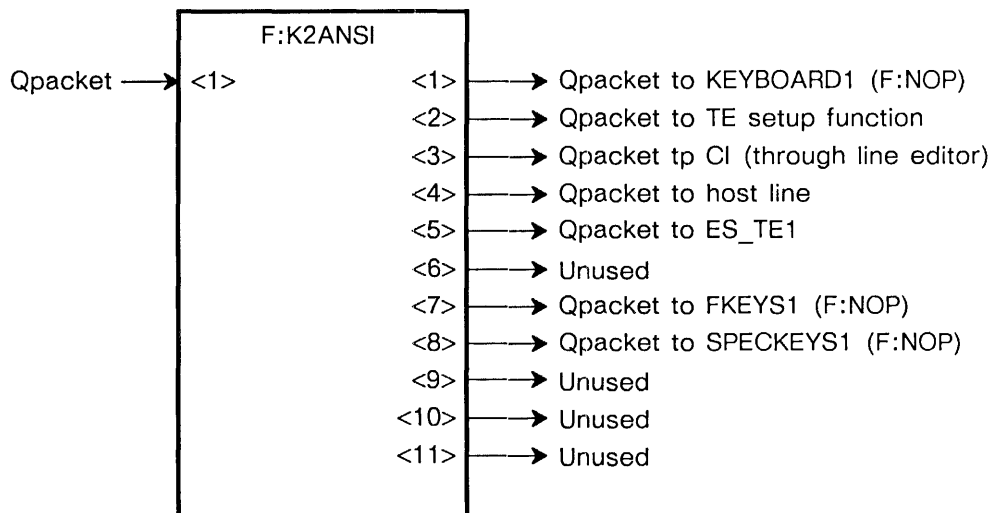 F:K2ANSI
Qpacket <1> <1> Qpacket to KEYBOARD1 (F:NOP)
<2> Qpacket to TE setup function
<3> Qpacket tp CI (through line editor)
<4> Qpacket to host line
<5> Qpacket to ES_TE1
<6> Unused
<7> Qpacket to FKEYS1 (F:NOP)
<8> Qpacket to SPECKEYS1 (F:NOP)
<9> Unused
<10> Unused
<11> Unused